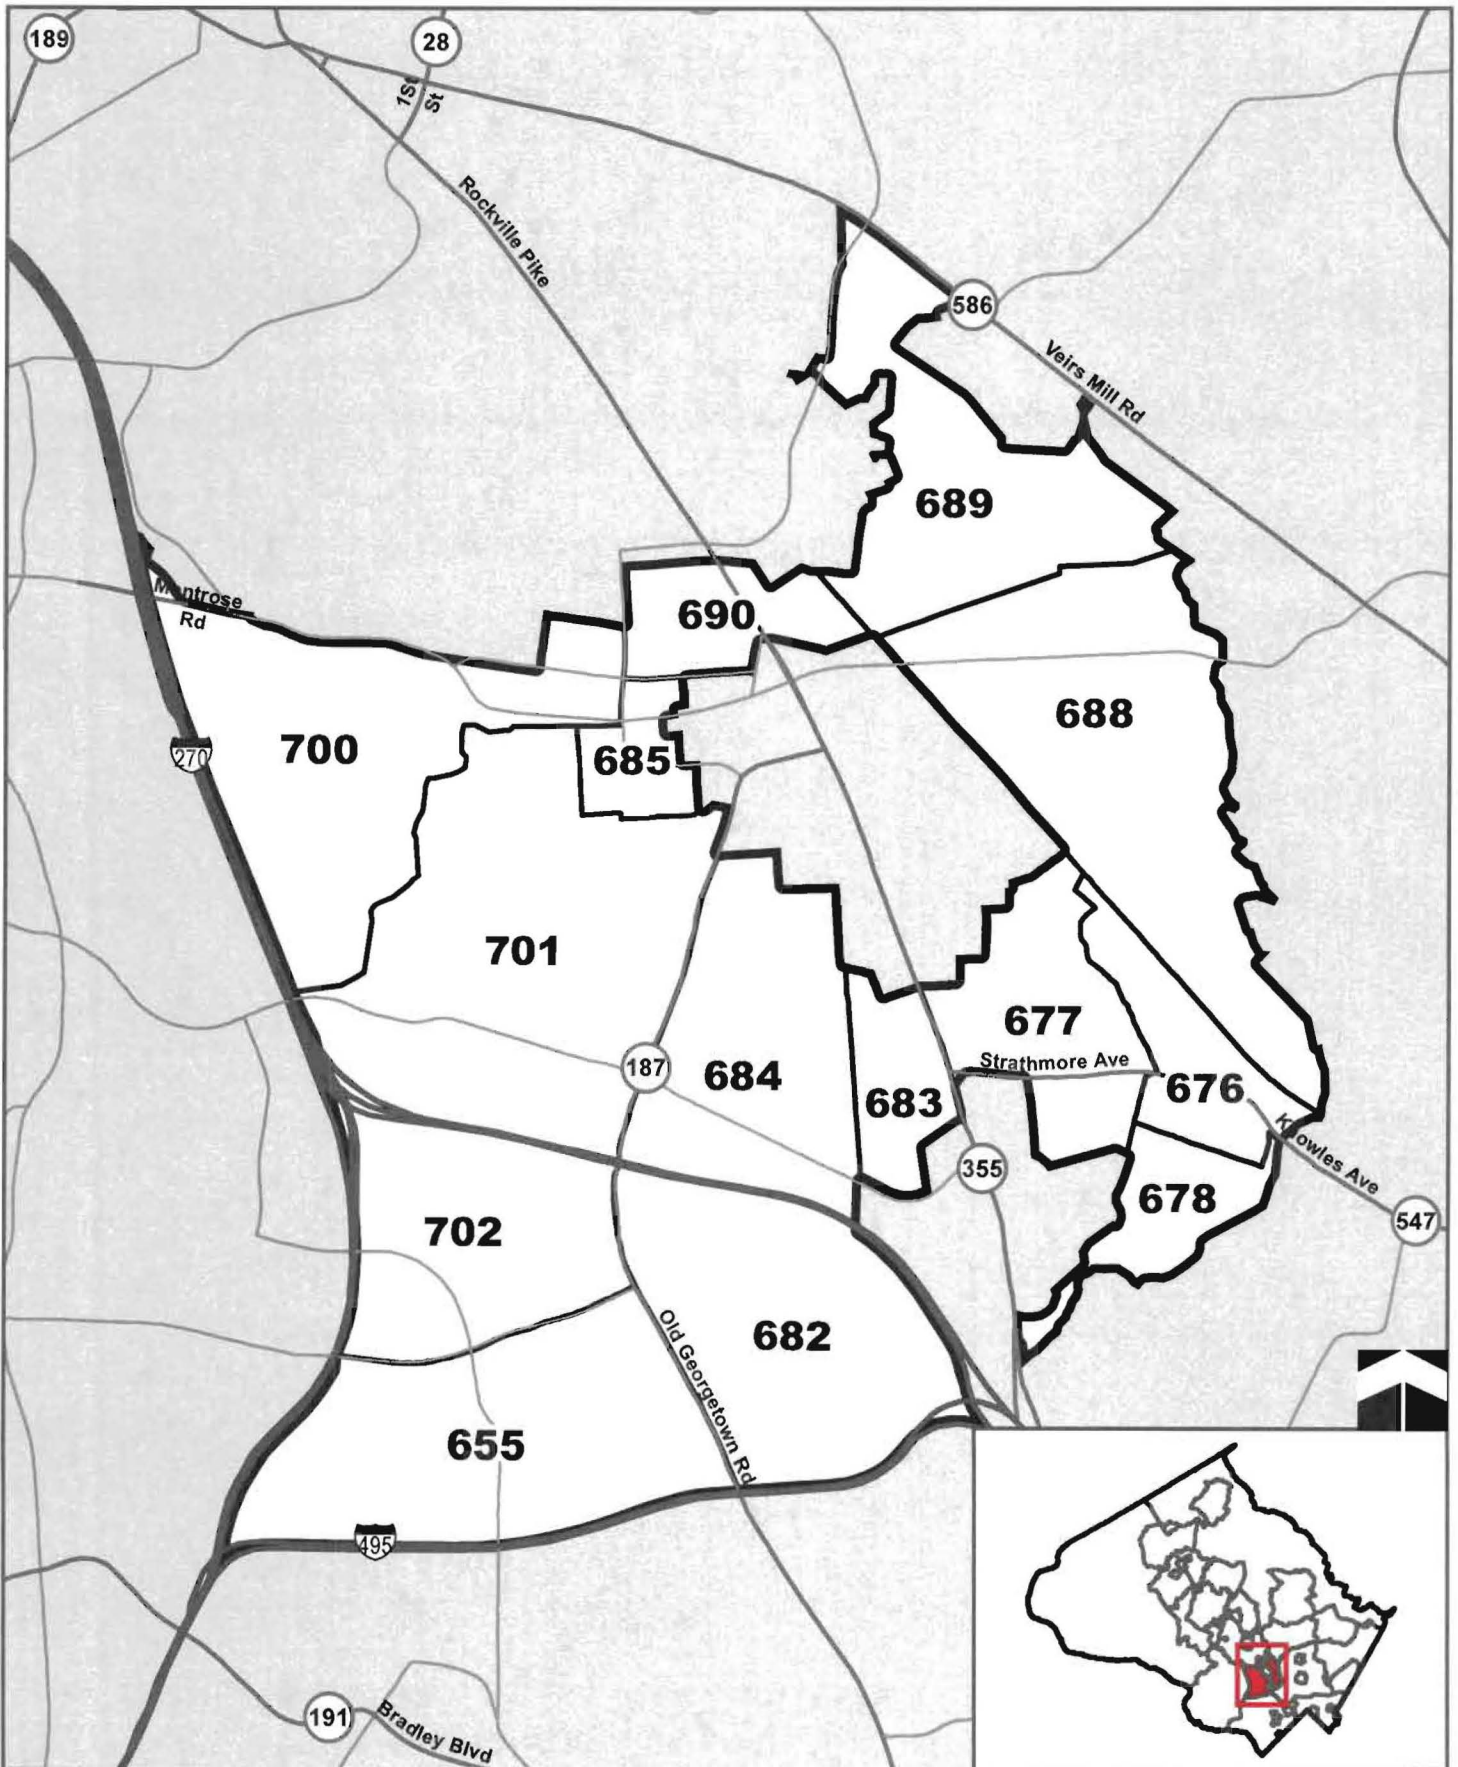 189
28
1St
St
Rockville Pike
586
Veirs Mill Rd
689
Montrose
Rd
690
688
700
270
685
701
677
Strathmore Ave
187
684
676
683
Knowles Ave
355
678
547
702
682
Old Georgetown Rd
655
495
191
Bradley Blvd